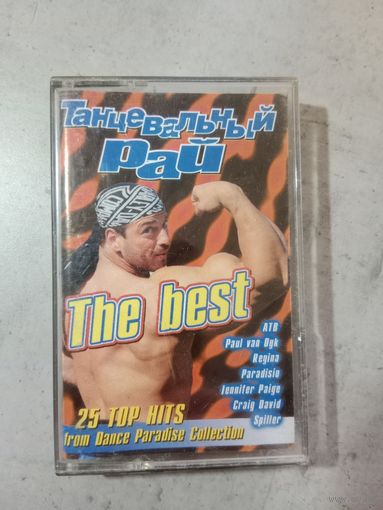 Танцевальный
рай
The best
ATB
Paul van Dyk
Regina
Paradisio
Jennifer Paige
Craig David
Spiller
25 TOP HITS
from Dance Paradise Collection